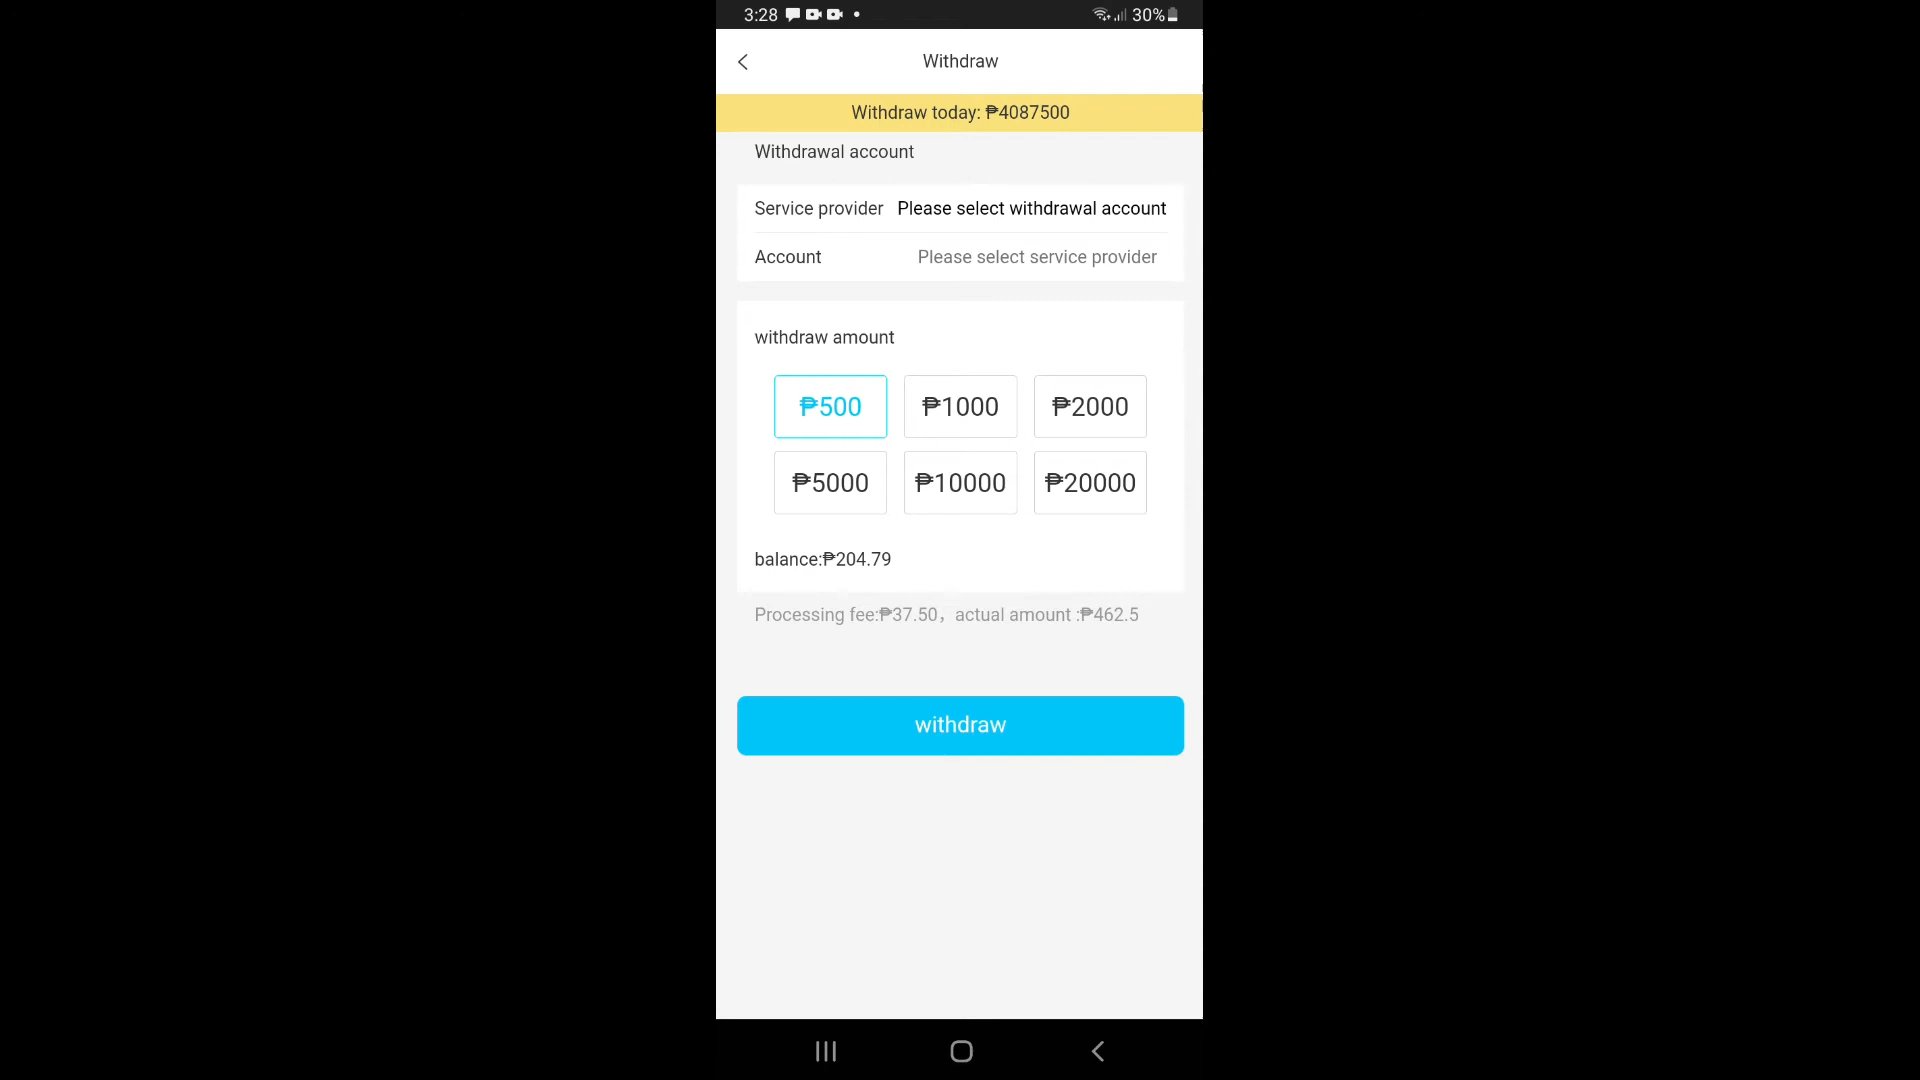 3:28 30%
Withdraw
Withdraw today: ₱4087500
Withdrawal account
Service provider Please select withdrawal account
Account Please select service provider
withdraw amount
₱500 ₱1000 ₱2000
₱5000 ₱10000 ₱20000
balance:₱204.79
Processing fee:₱37.50，actual amount :₱462.5
withdraw